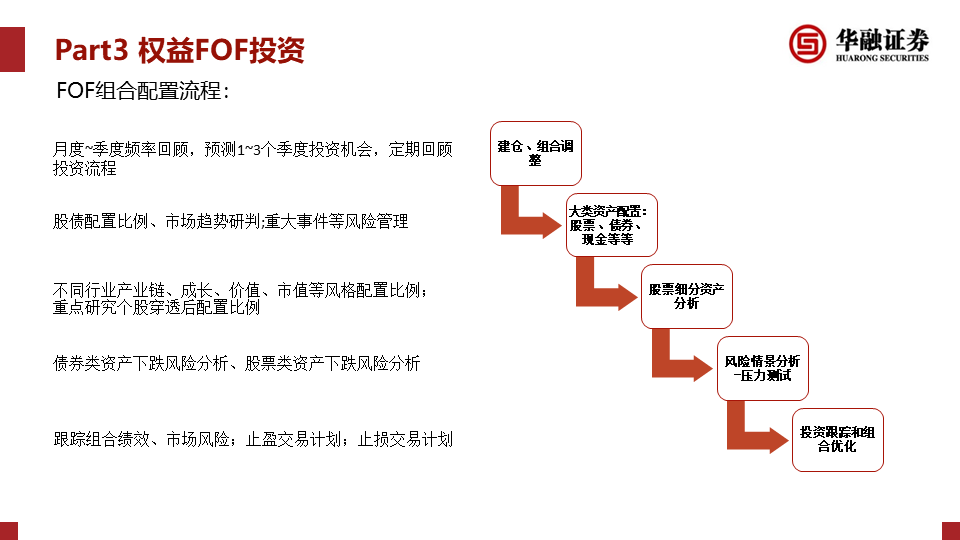 Part3 权益FOF投资
华融证券
HUARONG SECURITIES
FOF组合配置流程：
月度~季度频率回顾，预测1~3个季度投资机会，定期回顾
投资流程
建仓、组合调
整
股债配置比例、市场趋势研判;重大事件等风险管理
大类资产配置：
股票、债券、
现金等等
不同行业产业链、成长、价值、市值等风格配置比例；
重点研究个股穿透后配置比例
股票细分资产
分析
债券类资产下跌风险分析、股票类资产下跌风险分析
风险情景分析
-压力测试
跟踪组合绩效、市场风险；止盈交易计划；止损交易计划
投资跟踪和组
合优化